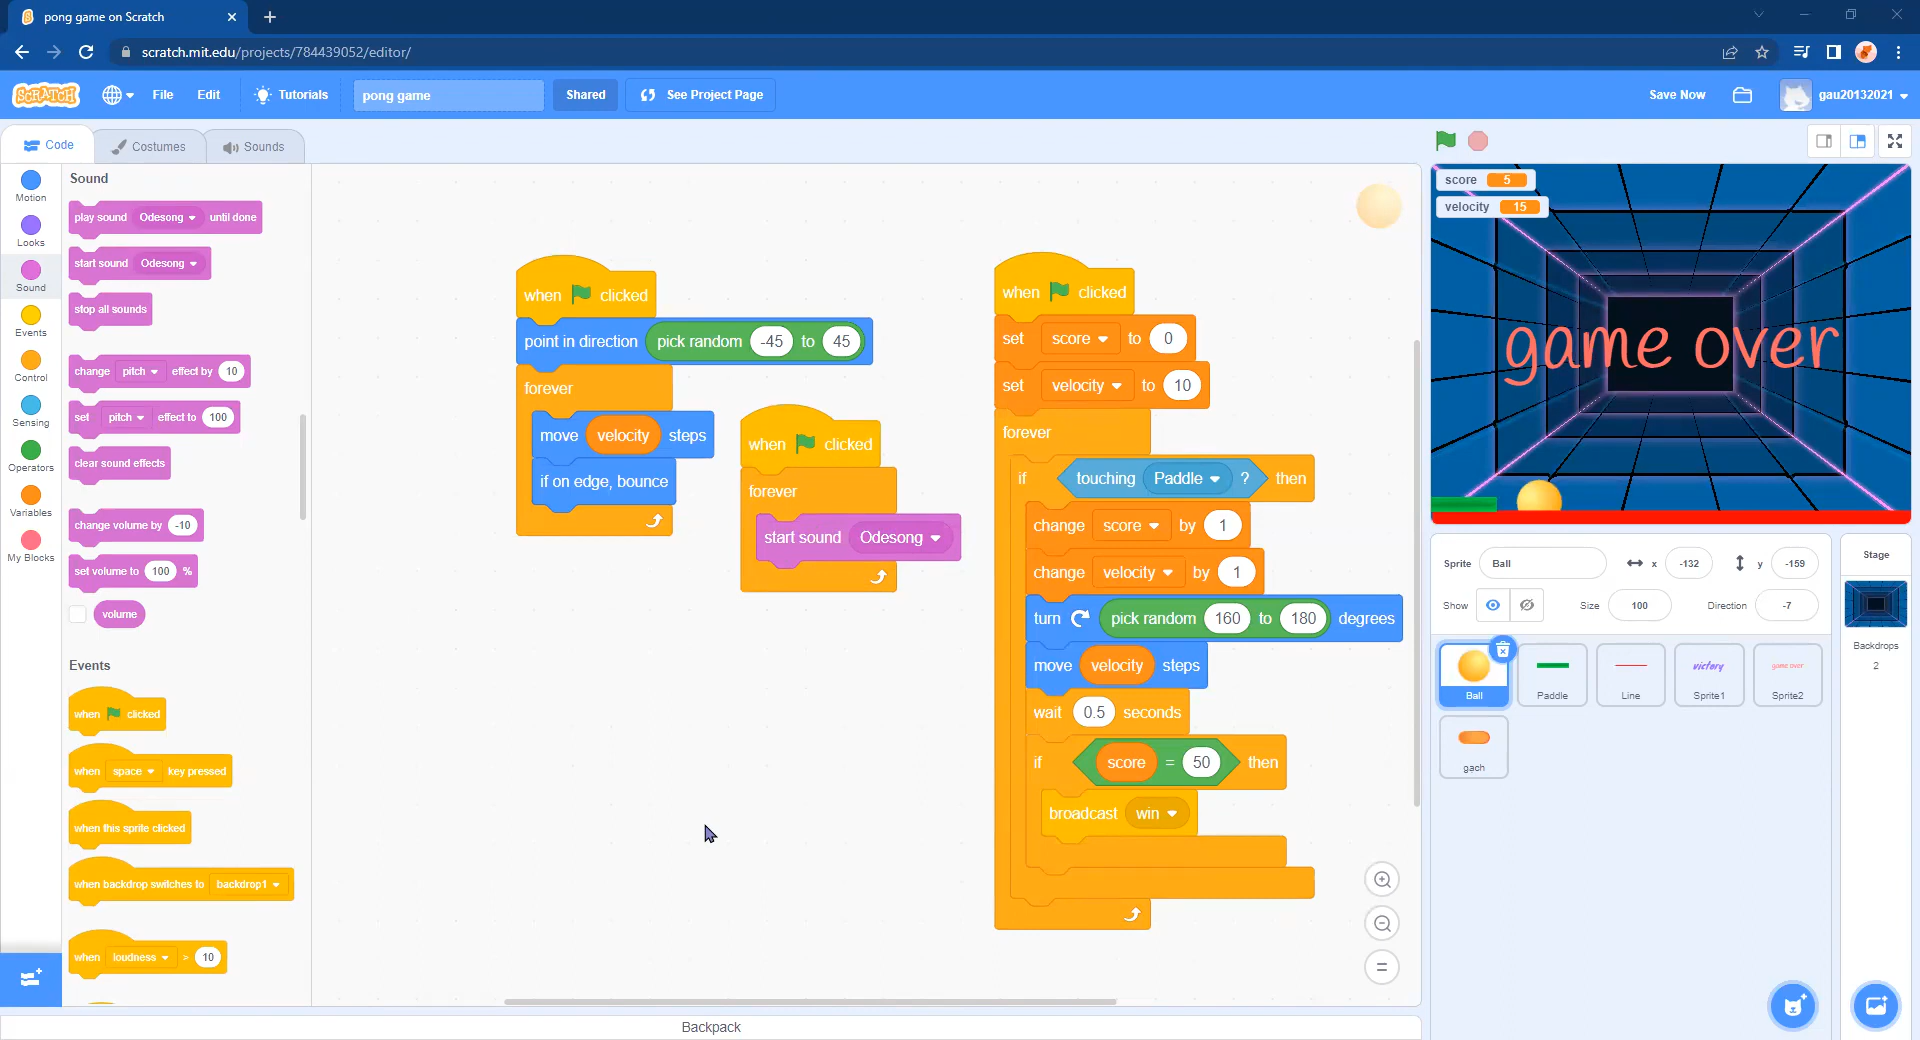 pong game on Scratch
scratch.mit.edu/projects/784439052/editor/
SCRATCH File Edit Tutorials pong game Shared See Project Page Save Now gau20132021
Code Costumes Sounds
Motion
Looks
Sound
Events
Control
Sensing
Operators
Variables
My Blocks
Sound
play sound Odesong until done
start sound Odesong
stop all sounds
change pitch effect by 10
set pitch effect to 100
clear sound effects
change volume by -10
set volume to 100 %
volume
Events
when clicked
when space key pressed
when this sprite clicked
when backdrop switches to backdrop1
when loudness > 10
when clicked
point in direction pick random -45 to 45
forever
move velocity steps
if on edge, bounce
when clicked
forever
start sound Odesong
when clicked
set score to 0
set velocity to 10
forever
if touching Paddle ? then
change score by 1
change velocity by 1
turn pick random 160 to 180 degrees
move velocity steps
wait 0.5 seconds
if score = 50 then
broadcast win
Backpack
score 5
velocity 15
game over
Sprite Ball x -132 y -159
Show Size 100 Direction -7
Ball
Paddle
Line
victory
Sprite1
game over
Sprite2
gach
Stage
Backdrops
2